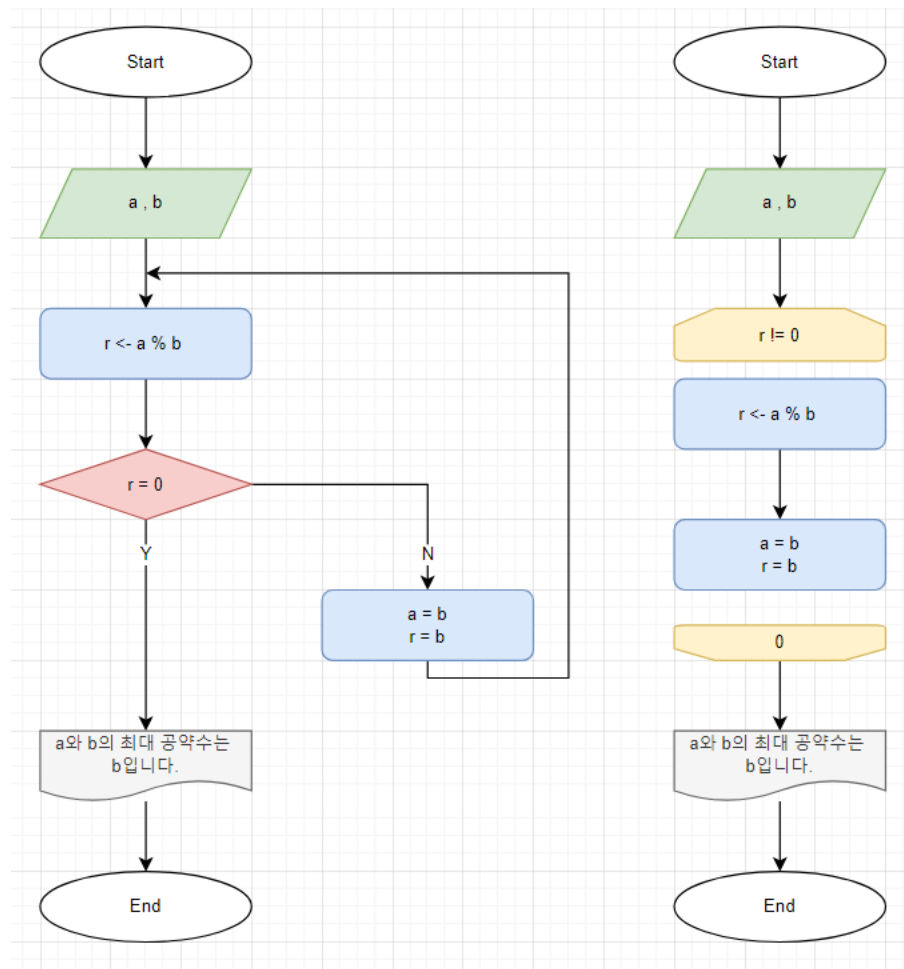 Start
a , b
r <- a % b
r = 0
Y
N
a = b
r = b
a와 b의 최대 공약수는
b입니다.
End
Start
a , b
r != 0
r <- a % b
a = b
r = b
0
a와 b의 최대 공약수는
b입니다.
End